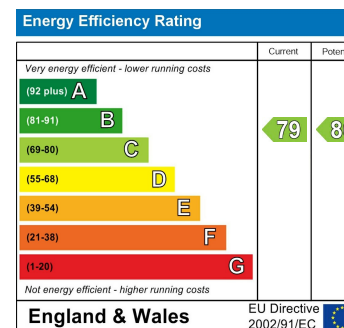 Energy Efficiency Rating
Current
Very energy efficient - lower running costs
(92 plus) A
(81-91) B
(69-80) C
(55-68) D
(39-54) E
(21-38) F
(1-20) G
79
Not energy efficient - higher running costs
England & Wales
EU Directive
2002/91/EC